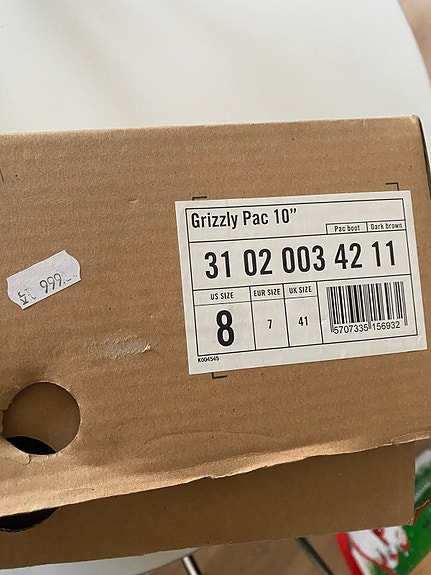 Grizzly Pac 10"
Pac boot Dark brown
31 02 003 42 11
US SIZE EUR SIZE UK SIZE
8 7 41
5707335 156932
K004545
999.-